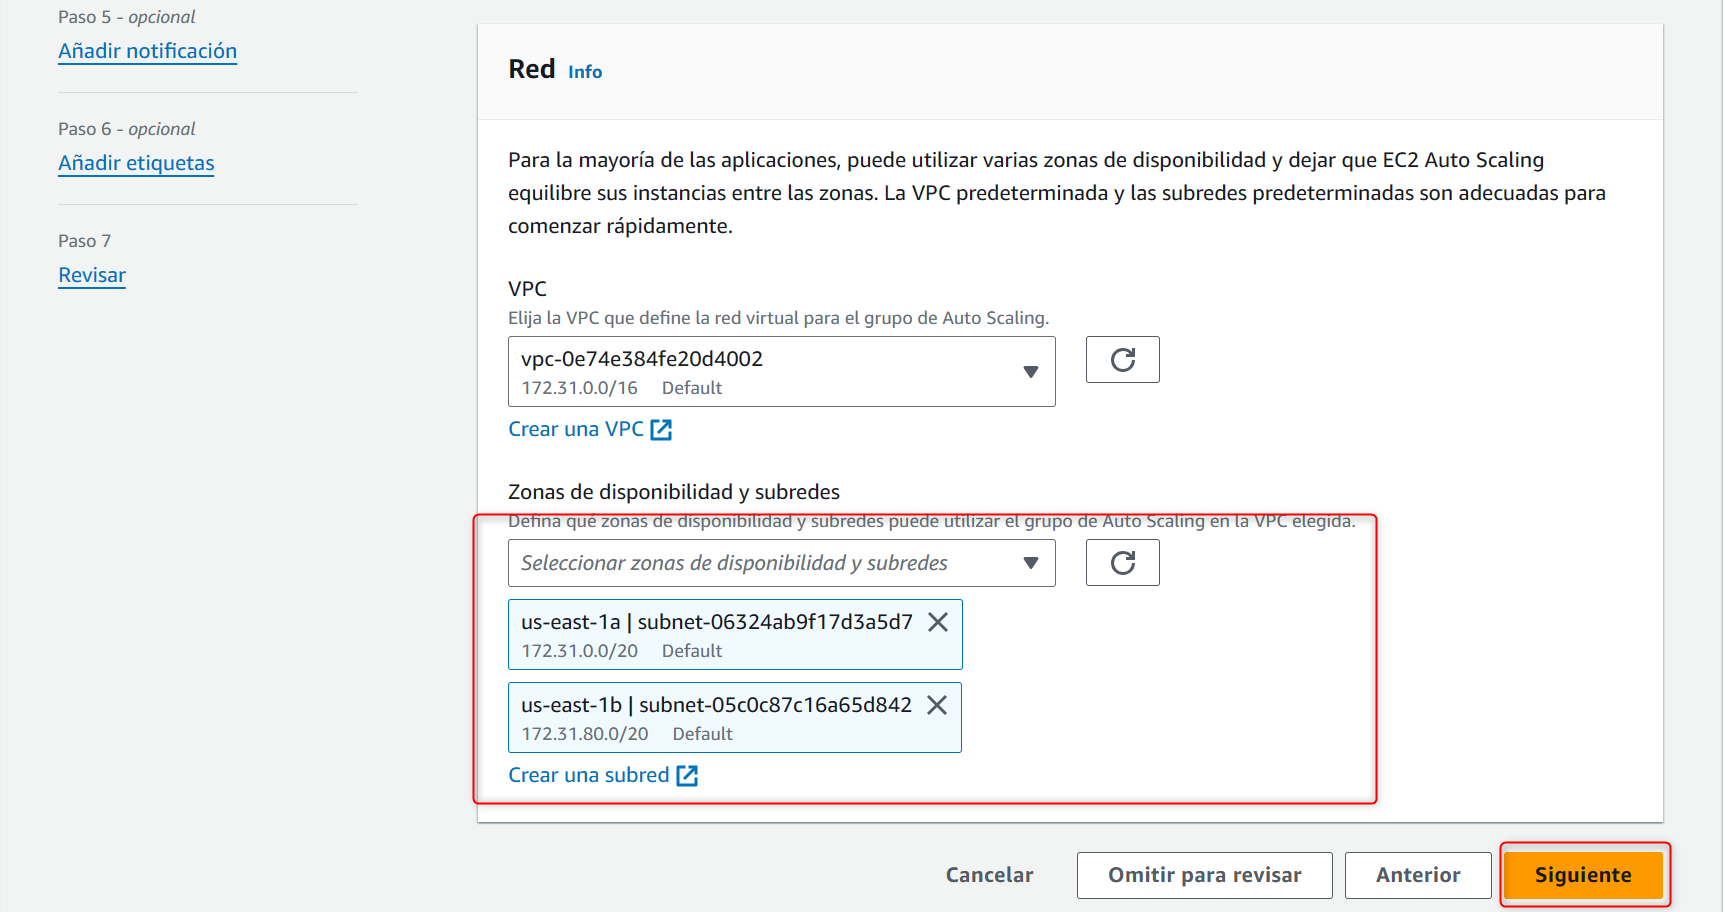 Paso 5 - opcional
Añadir notificación
Paso 6 - opcional
Añadir etiquetas
Paso 7
Revisar
Red Info
Para la mayoría de las aplicaciones, puede utilizar varias zonas de disponibilidad y dejar que EC2 Auto Scaling
equilibre sus instancias entre las zonas. La VPC predeterminada y las subredes predeterminadas son adecuadas para
comenzar rápidamente.
VPC
Elija la VPC que define la red virtual para el grupo de Auto Scaling.
vpc-0e74e384fe20d4002
172.31.0.0/16 Default
Crear una VPC
Zonas de disponibilidad y subredes
Defina qué zonas de disponibilidad y subredes puede utilizar el grupo de Auto Scaling en la VPC elegida.
Seleccionar zonas de disponibilidad y subredes
us-east-1a | subnet-06324ab9f17d3a5d7
172.31.0.0/20 Default
us-east-1b | subnet-05c0c87c16a65d842
172.31.80.0/20 Default
Crear una subred
Cancelar Omitir para revisar Anterior Siguiente